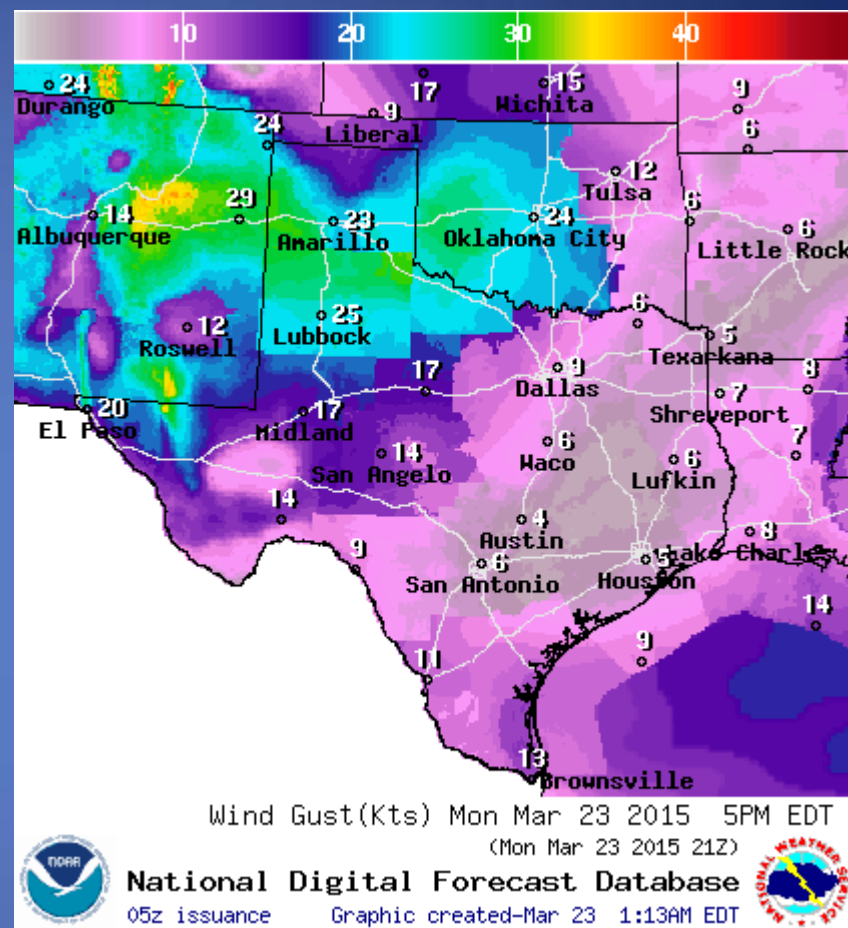 10 20 30 40
24 17 15 9
Durango Wichita
9
Liberal
24 6
12
Tulsa
14 29 23 24 6 6
Albuquerque Amarillo Oklahoma City Little Rock
12 25 6
Roswell Lubbock 5
Texarkana
9
20 17 17 Dallas 7 8
El Paso Midland Shreveport
14 6 6 7
San Angelo Waco Lufkin
14 4 8
Austin
9 6 5 Lake Charles
San Antonio Houston
14
9
11
13
Brownsville
Wind Gust(Kts) Mon Mar 23 2015 5PM EDT
(Mon Mar 23 2015 21Z)
NOAA
National Digital Forecast Database
05z issuance Graphic created-Mar 23 1:13AM EDT
NATIONAL WEATHER SERVICE